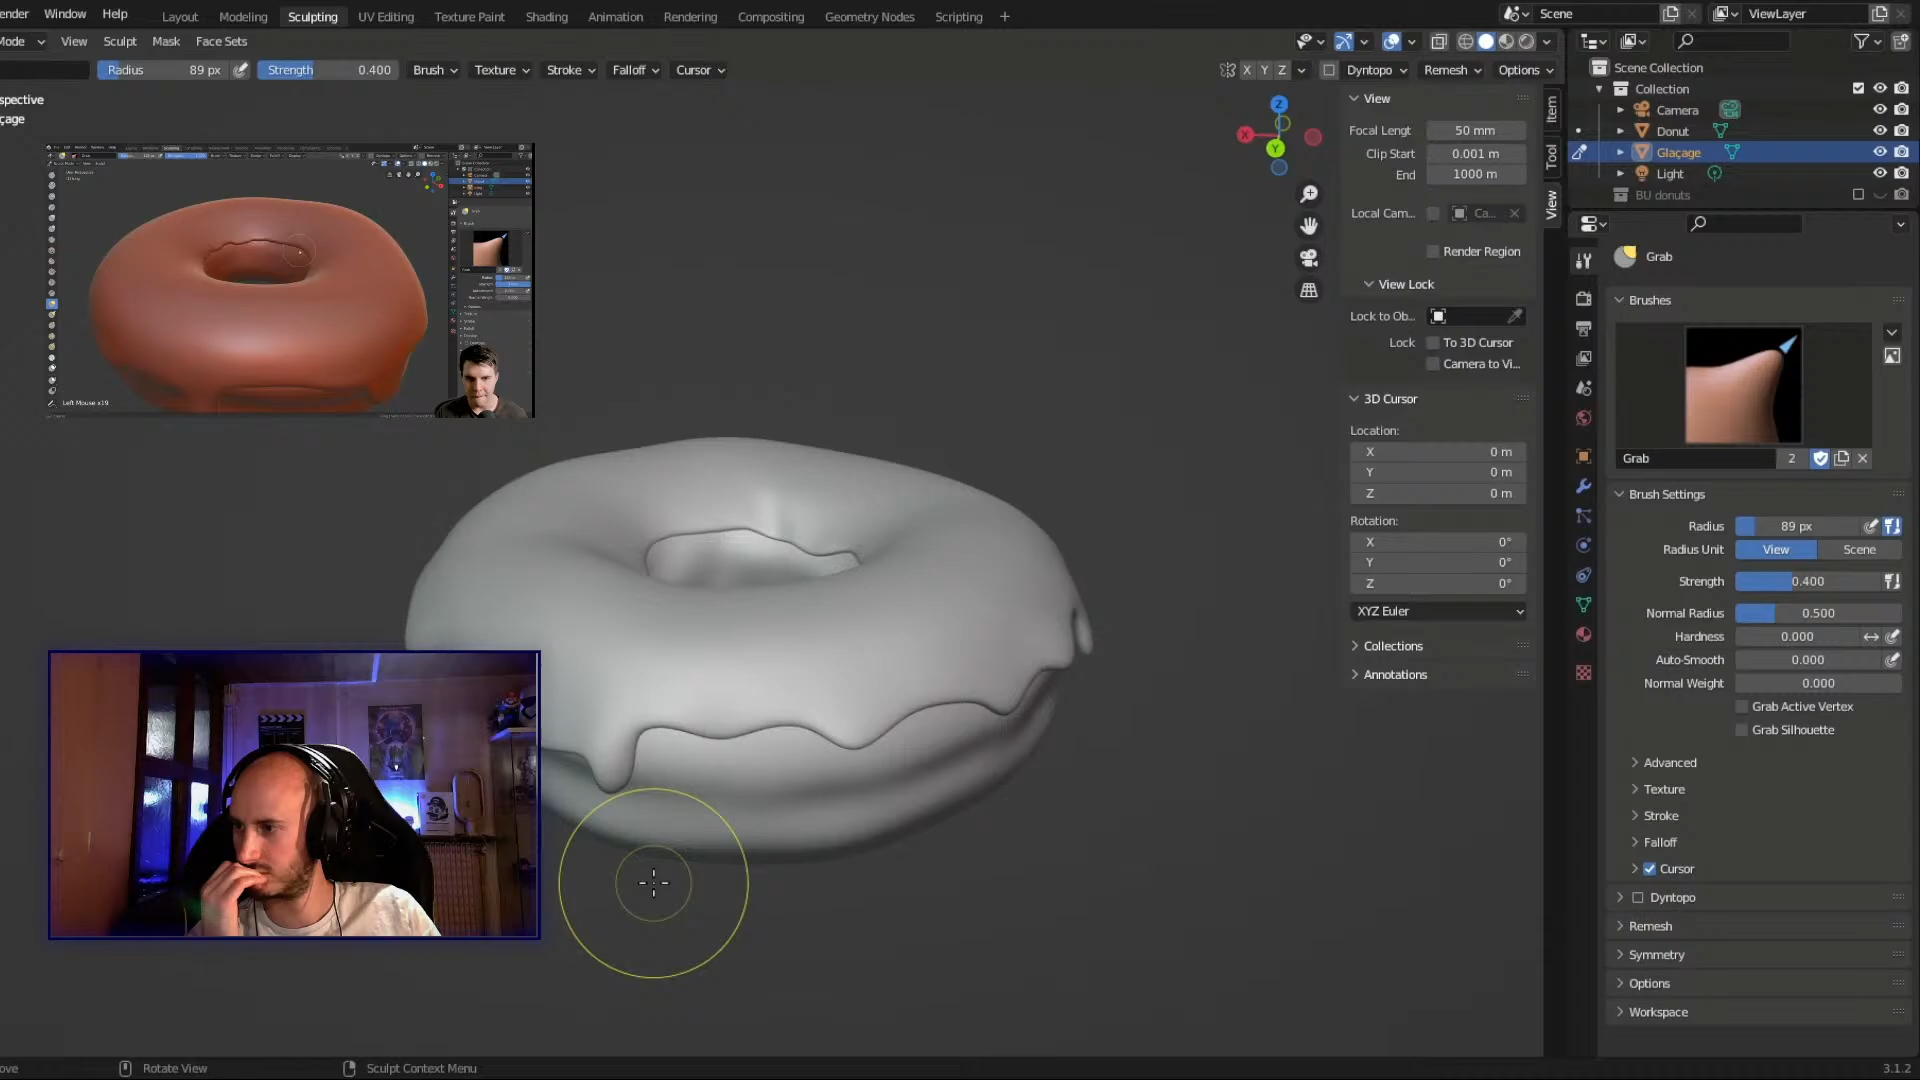 ender Window Help Layout Modeling Sculpting UV Editing Texture Paint Shading Animation Rendering Compositing Geometry Nodes Scripting + Scene ViewLayer
Mode View Sculpt Mask Face Sets
Radius 89 px Strength 0.400 Brush Texture Stroke Falloff Cursor X Y Z Dyntopo Remesh Options
spective
çage
Z
X
Y
Left Mouse x19
View
Focal Lengt 50 mm
Clip Start 0.001 m
End 1000 m
Local Cam... Ca...
Render Region
View Lock
Lock to Ob...
Lock To 3D Cursor
Camera to Vi...
3D Cursor
Location:
X 0 m
Y 0 m
Z 0 m
Rotation:
X 0°
Y 0°
Z 0°
XYZ Euler
Collections
Annotations
Item
Tool
View
Scene Collection
Collection
Camera
Donut
Glaçage
Light
BU donuts
Grab
Brushes
Grab 2
Brush Settings
Radius 89 px
Radius Unit View Scene
Strength 0.400
Normal Radius 0.500
Hardness 0.000
Auto-Smooth 0.000
Normal Weight 0.000
Grab Active Vertex
Grab Silhouette
Advanced
Texture
Stroke
Falloff
Cursor
Dyntopo
Remesh
Symmetry
Options
Workspace
ove Rotate View Sculpt Context Menu 3.1.2